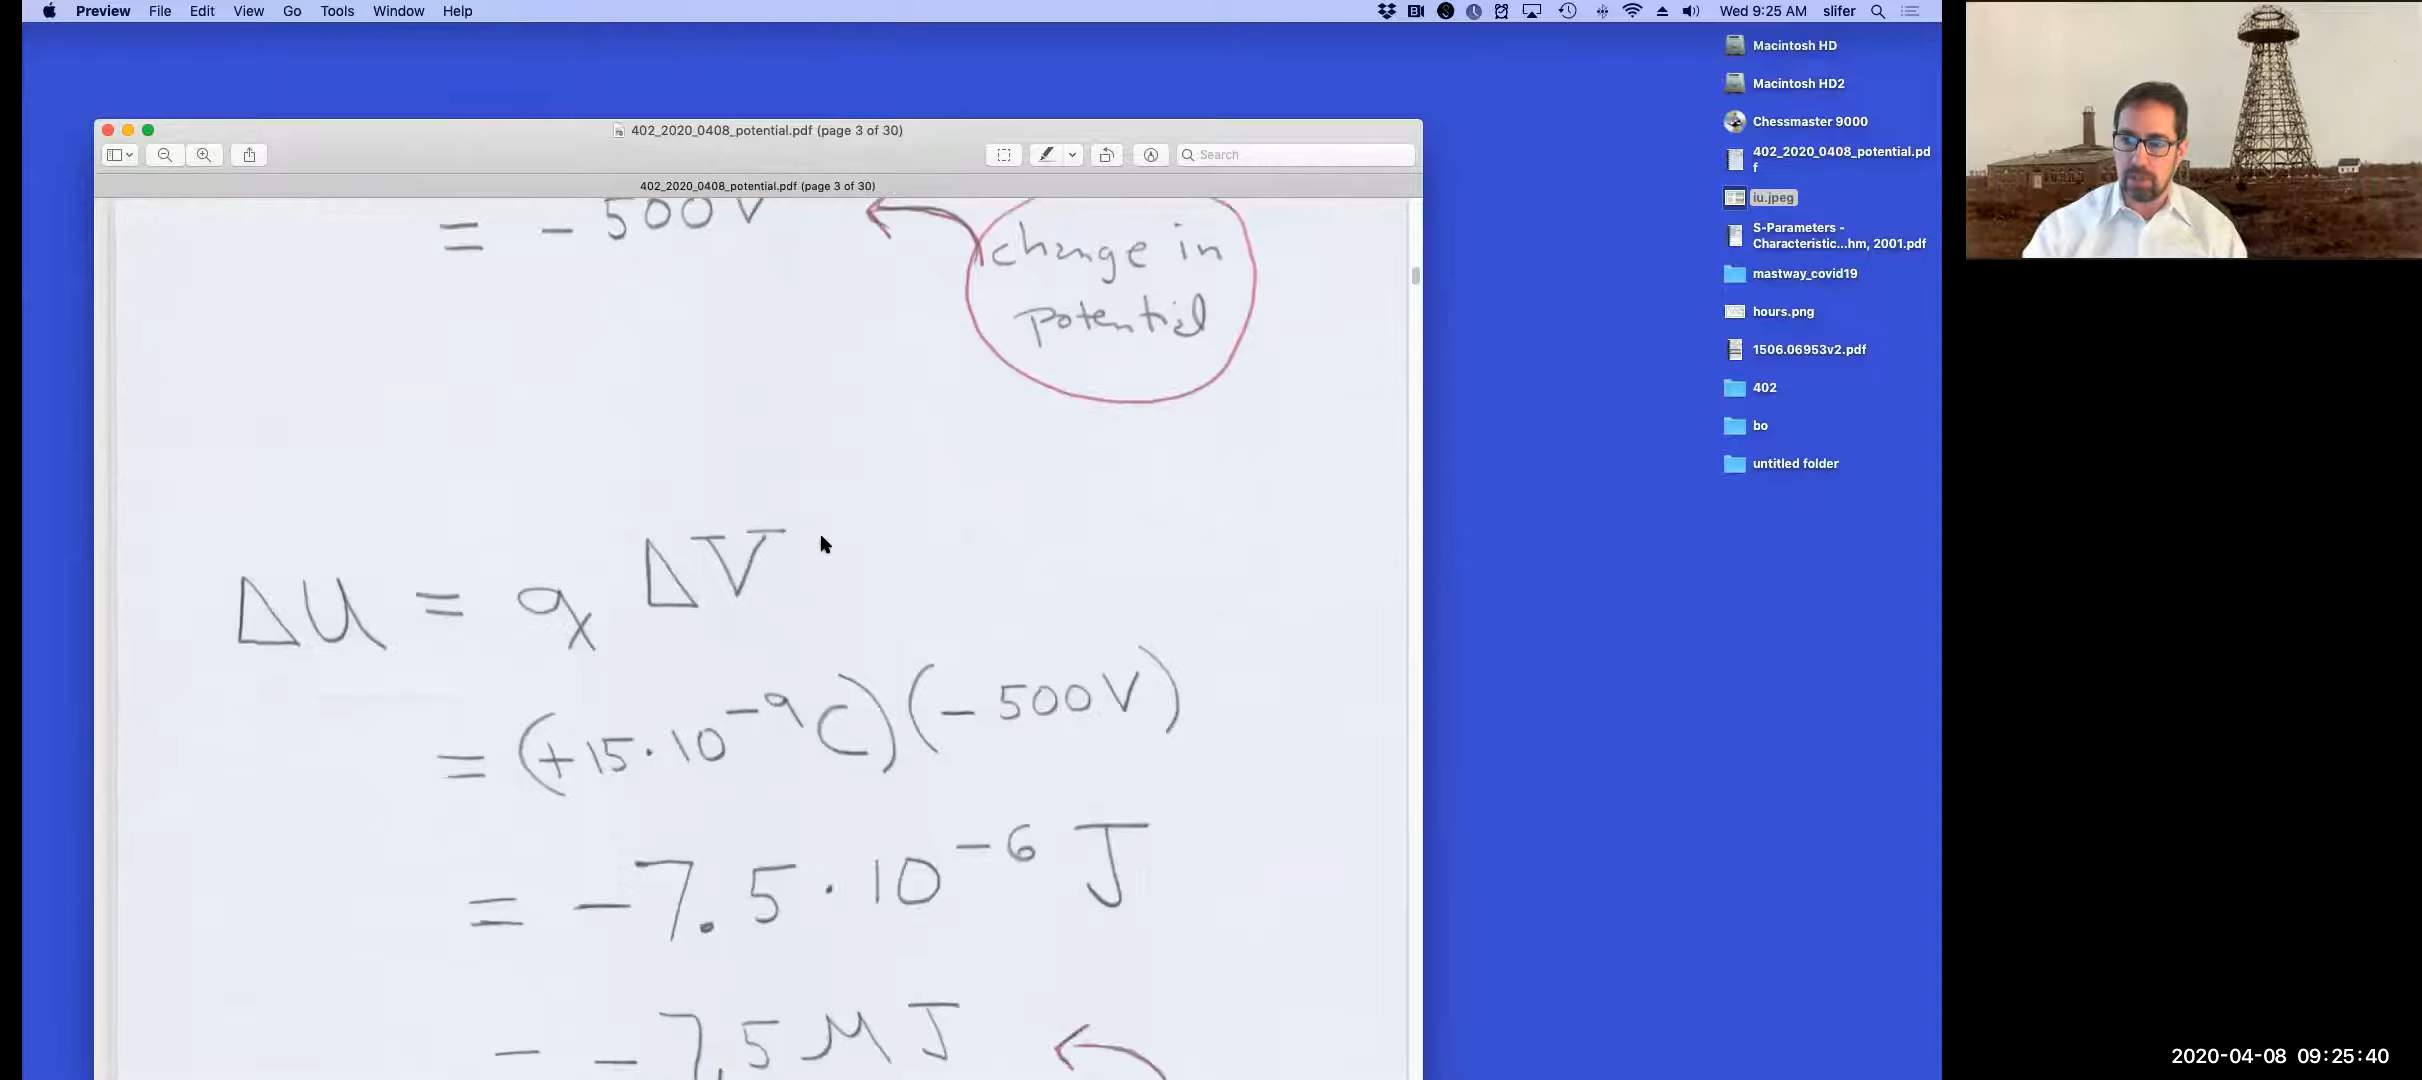 Preview File Edit View Go Tools Window Help
Wed 9:25 AM slifer
Macintosh HD
Macintosh HD2
Chessmaster 9000
402_2020_0408_potential.pd
f
iu.jpeg
S-Parameters -
Characteristic...hm, 2001.pdf
mastway_covid19
hours.png
1506.06953v2.pdf
402
bo
untitled folder
402_2020_0408_potential.pdf (page 3 of 30)
Search
402_2020_0408_potential.pdf (page 3 of 30)
= - 500 V
change in
potential
ΔU = q ΔV
= (+15·10⁻⁹C)(-500V)
= -7.5·10⁻⁶ J
= -7.5 μJ
2020-04-08 09:25:40